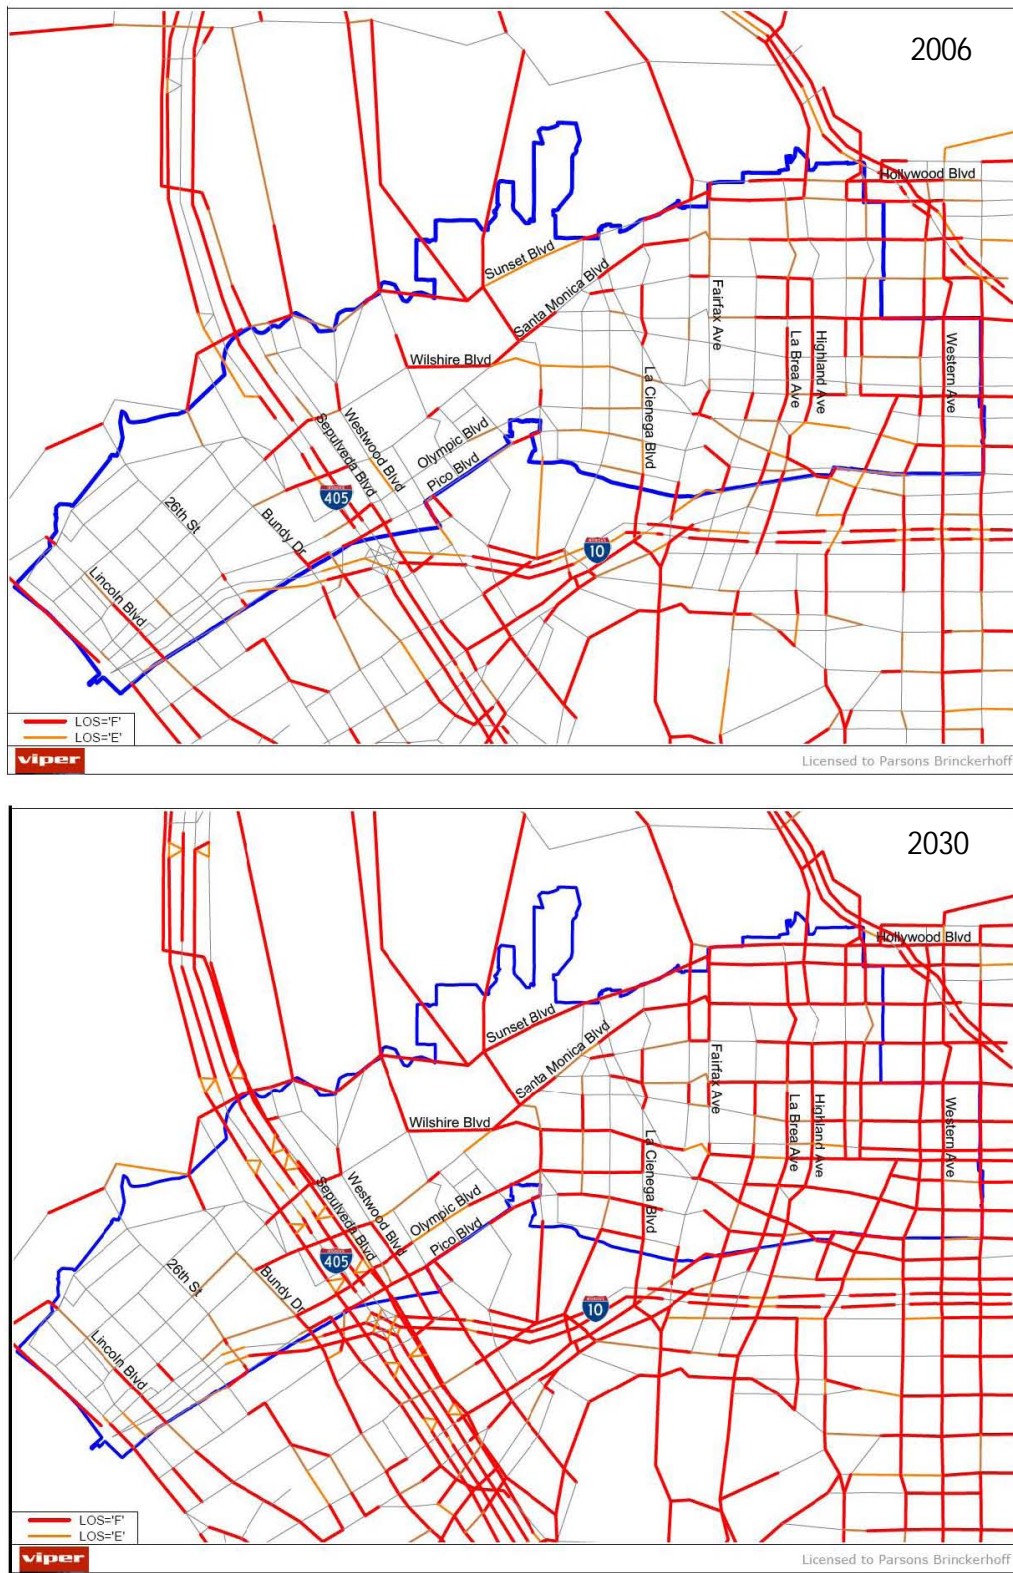 2006
Hollywood Blvd
Sunset Blvd
Santa Monica Blvd
Fairfax Ave
Wilshire Blvd
La Cienega Blvd
La Brea Ave
Highland Ave
Western Ave
Westwood Blvd
Sepulveda Blvd
Olympic Blvd
Pico Blvd
405
26th St
Bundy Dr
10
Lincoln Blvd
LOS='F'
LOS='E'
viper
Licensed to Parsons Brinckerhoff
2030
Hollywood Blvd
Sunset Blvd
Santa Monica Blvd
Fairfax Ave
Wilshire Blvd
La Cienega Blvd
La Brea Ave
Highland Ave
Western Ave
Westwood Blvd
Sepulveda Blvd
Olympic Blvd
Pico Blvd
405
26th St
Bundy Dr
10
Lincoln Blvd
LOS='F'
LOS='E'
viper
Licensed to Parsons Brinckerhoff